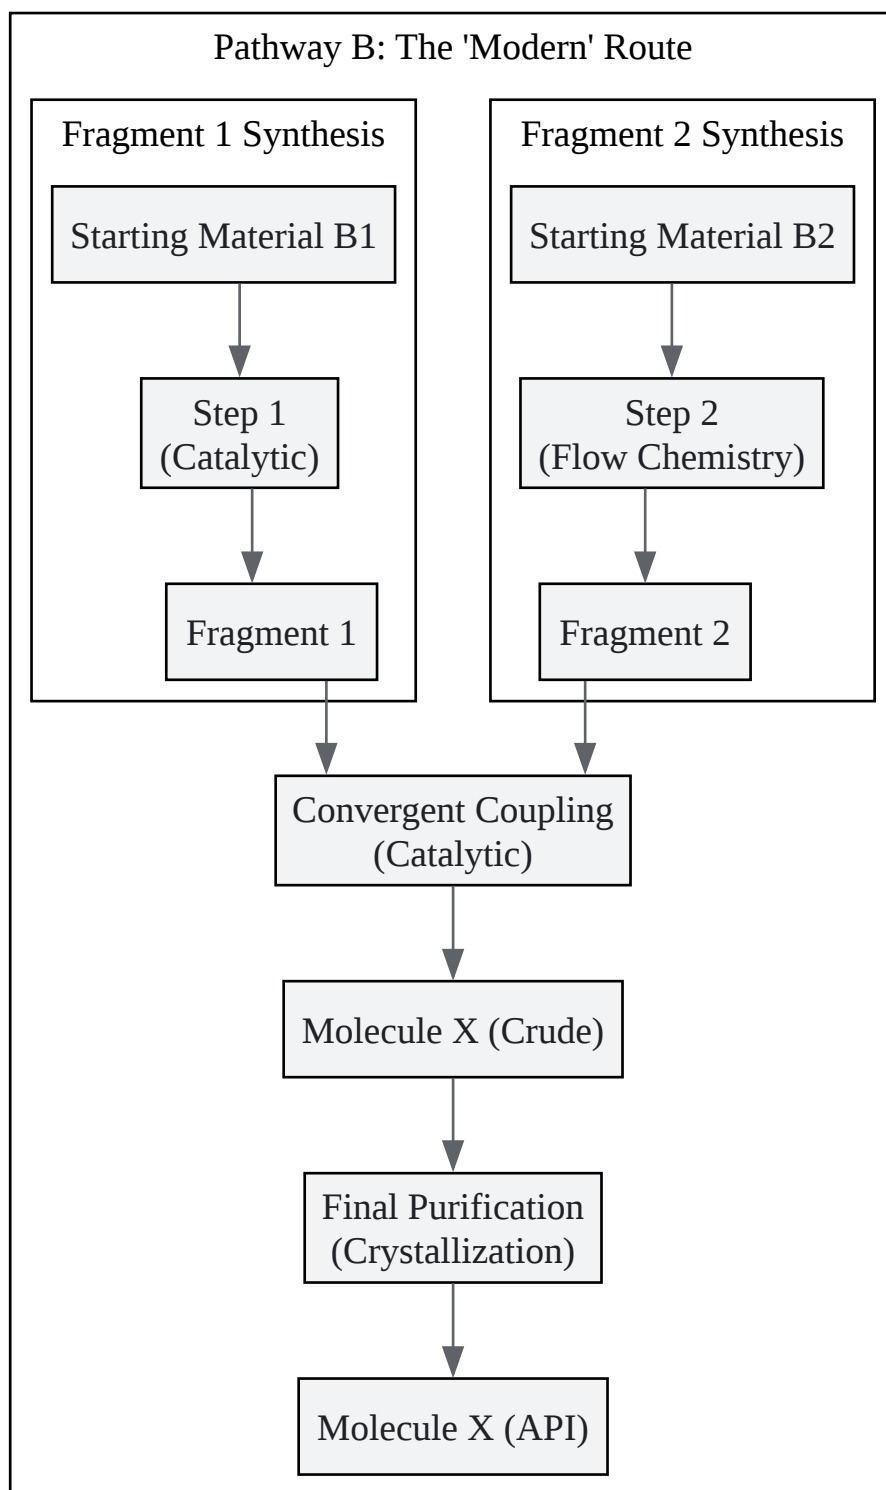 Pathway B: The 'Modern' Route
Fragment 1 Synthesis
Starting Material B1
Step 1
(Catalytic)
Fragment 1
Fragment 2 Synthesis
Starting Material B2
Step 2
(Flow Chemistry)
Fragment 2
Convergent Coupling
(Catalytic)
Molecule X (Crude)
Final Purification
(Crystallization)
Molecule X (API)